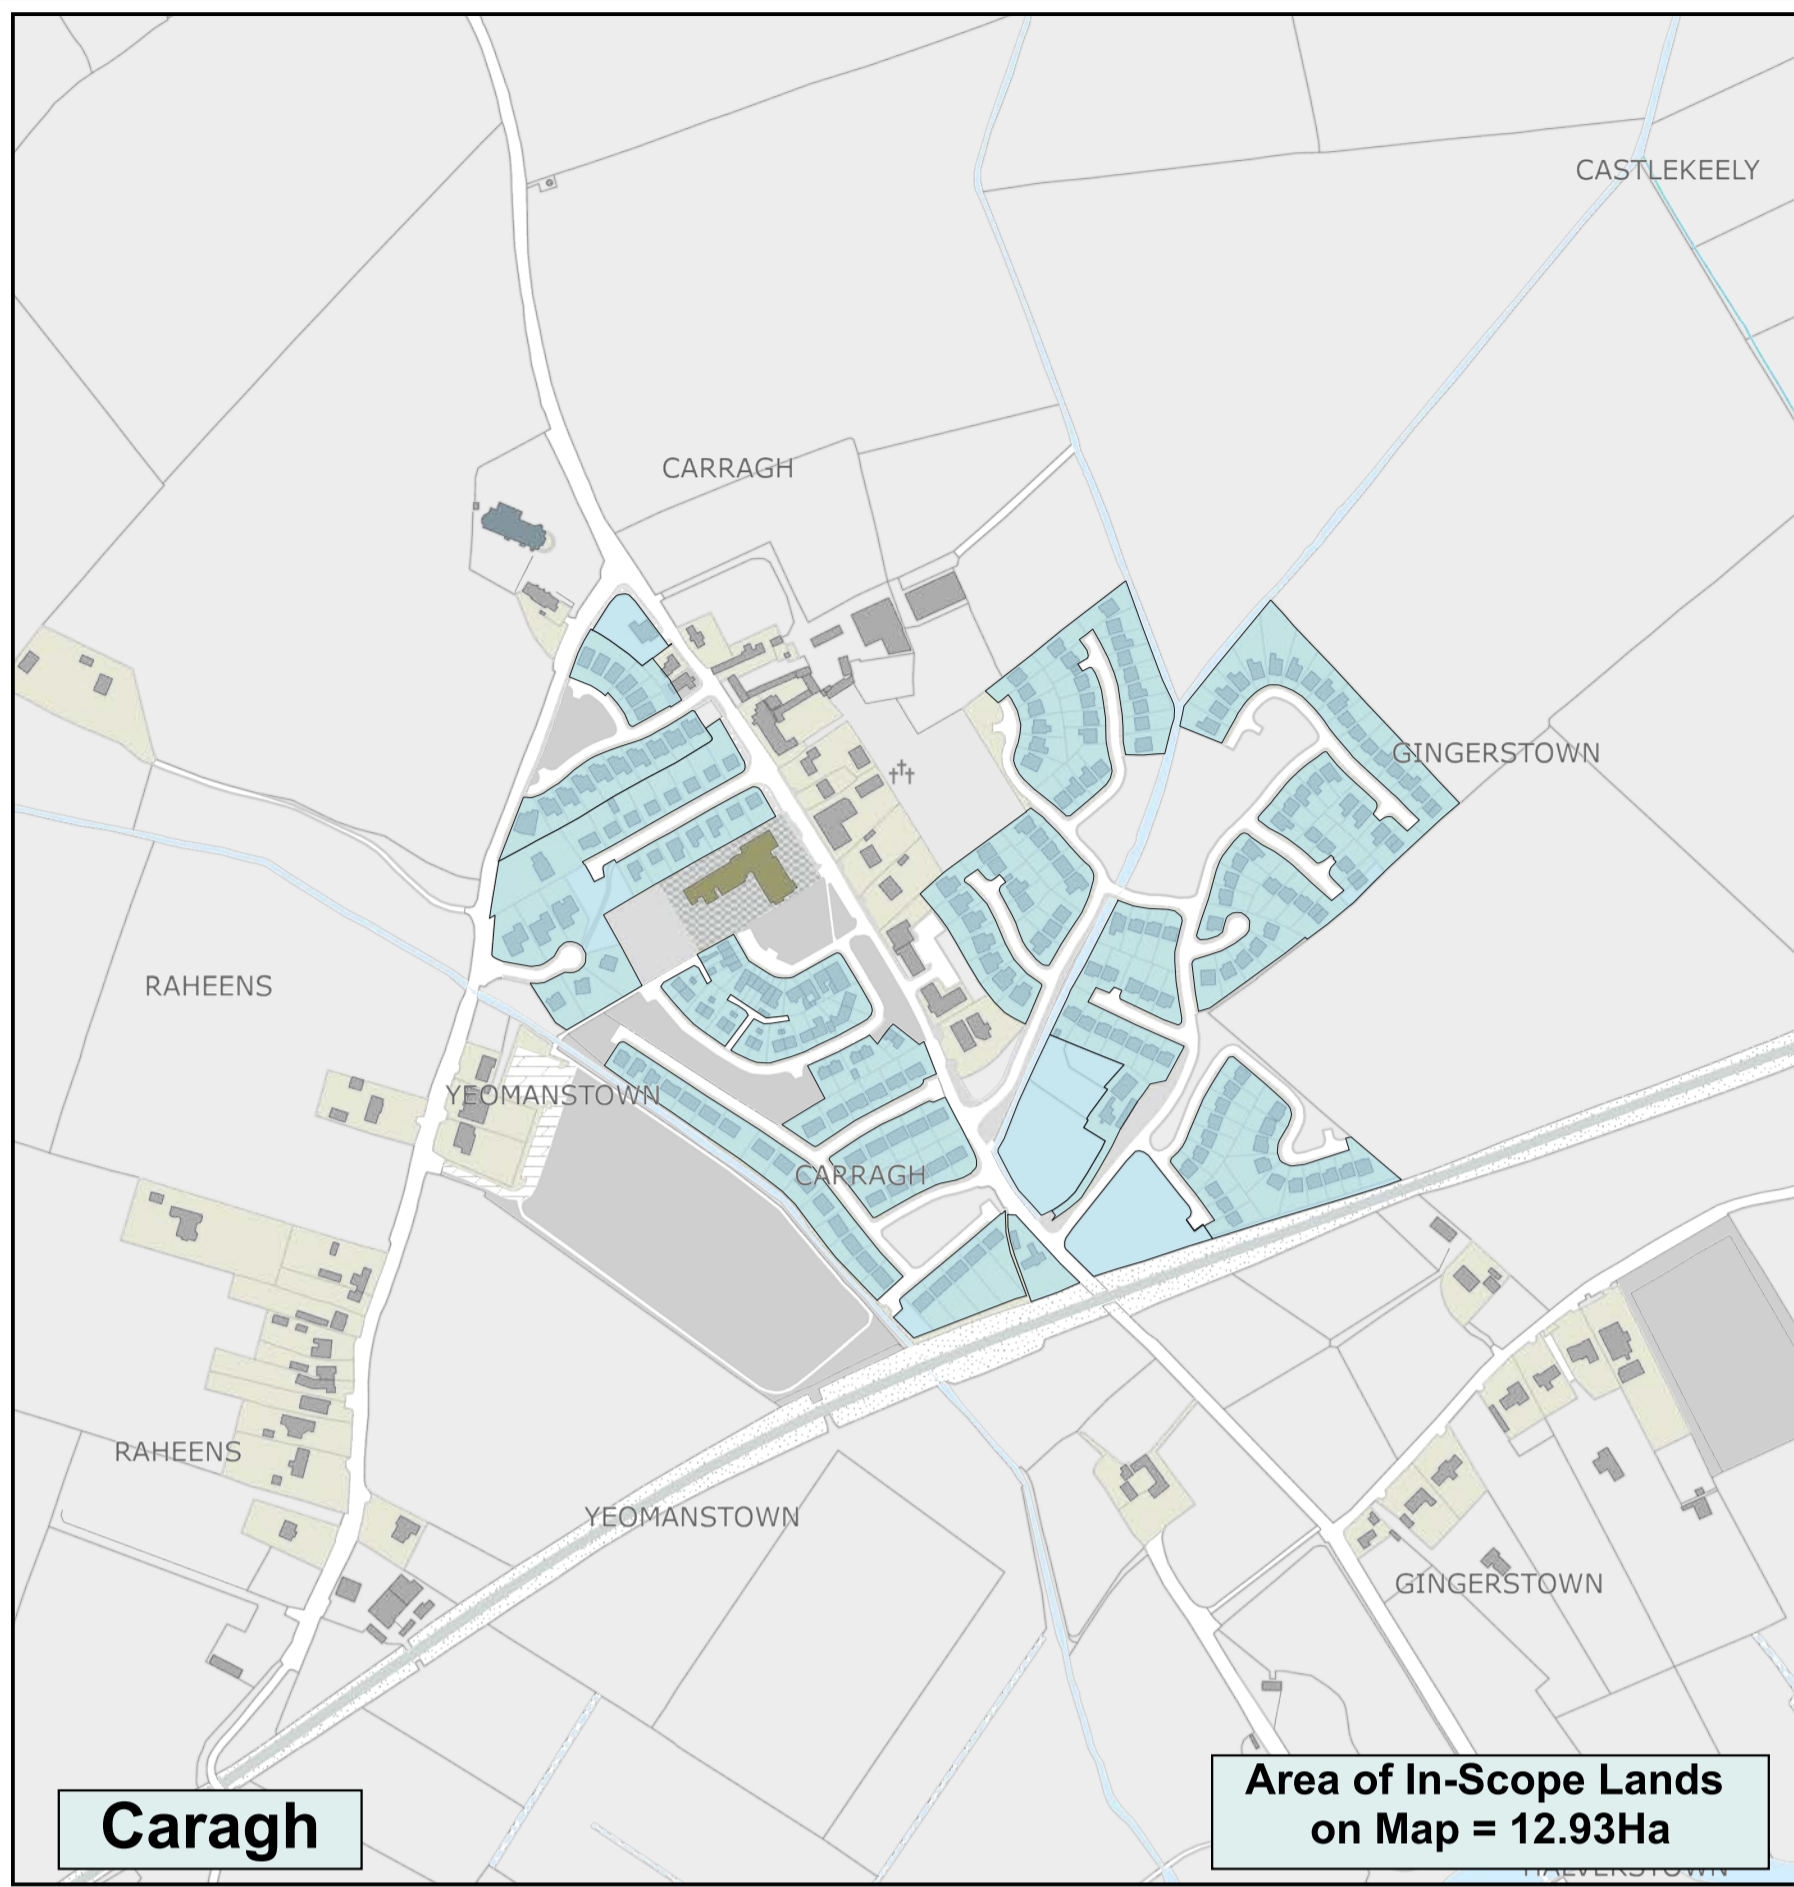 CASTLEKEELY
CARRAGH
GINGERSTOWN
RAHEENS
YEOMANSTOWN
CARRAGH
RAHEENS
YEOMANSTOWN
GINGERSTOWN
Area of In-Scope Lands
on Map = 12.93Ha
Caragh
HALVERSTOWN